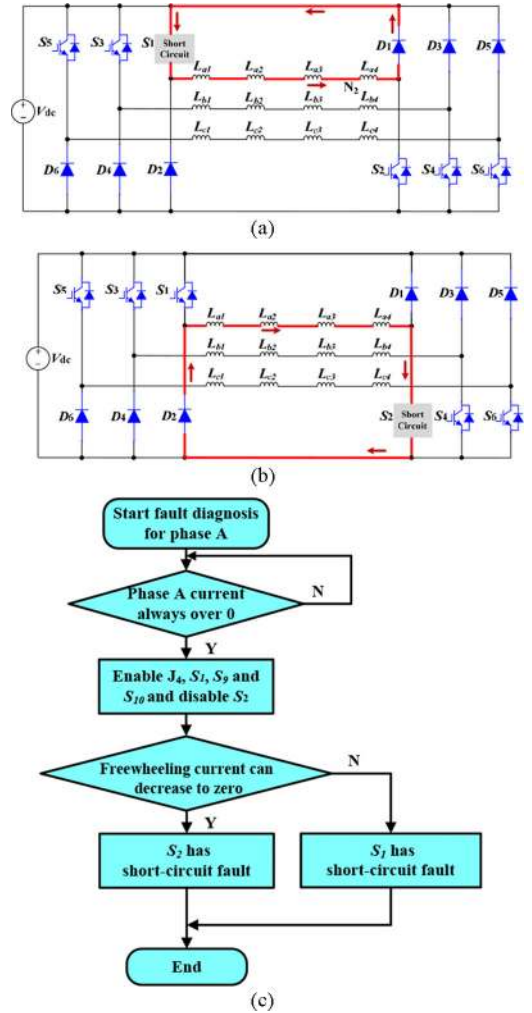 S5
S3
S1
Short
Circuit
D1
D3
D5
La1
La2
La3
La4
N2
Lb1
Lb2
Lb3
Lb4
Vdc
Lc1
Lc2
Lc3
Lc4
D6
D4
D2
S2
S4
S6
(a)
S5
S3
S1
D1
D3
D5
La1
La2
La3
La4
Lb1
Lb2
Lb3
Lb4
Vdc
Lc1
Lc2
Lc3
Lc4
D6
D4
D2
S2
Short
Circuit
S4
S6
(b)
Start fault diagnosis
for phase A
Phase A current
always over 0
N
Y
Enable J4, S1, S9 and
S10 and disable S2
Freewheeling current can
decrease to zero
N
Y
S2 has
short-circuit fault
S1 has
short-circuit fault
End
(c)